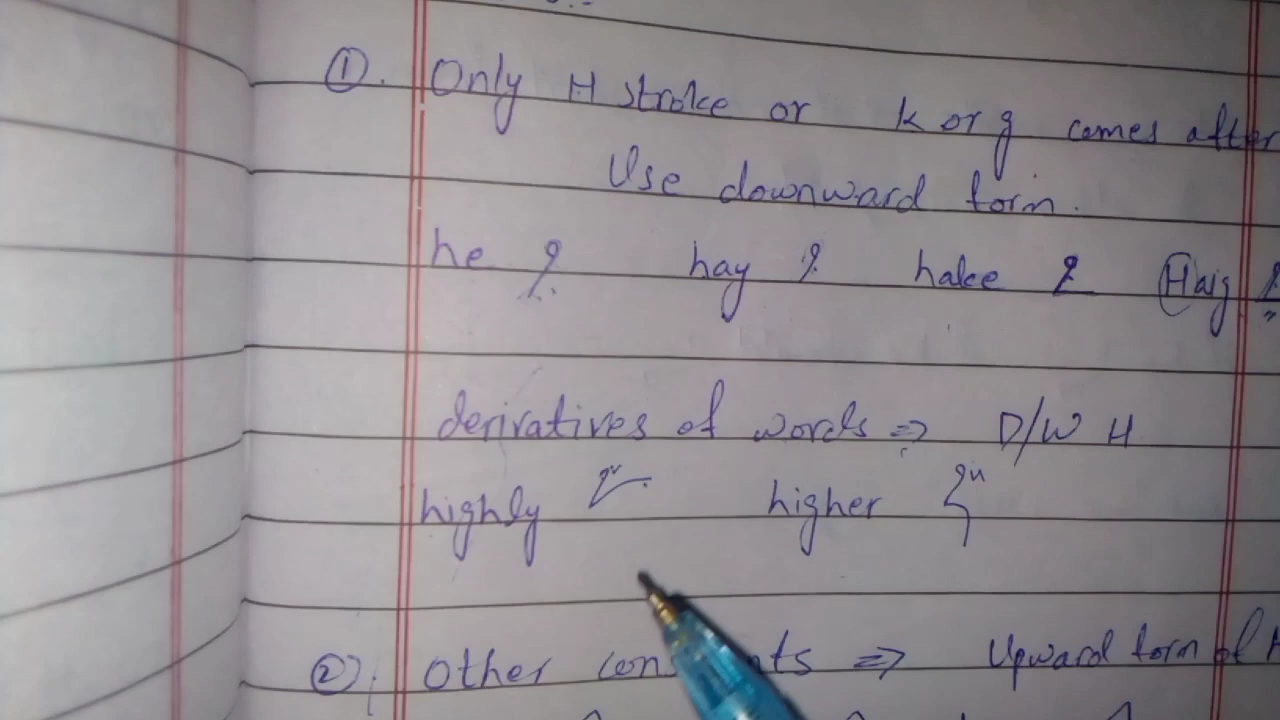 ①. Only H stroke or k or g comes after
Use downward form.
he hay hake Haig
derivatives of words => D/W H
highly higher
②) Other => Upward form of H